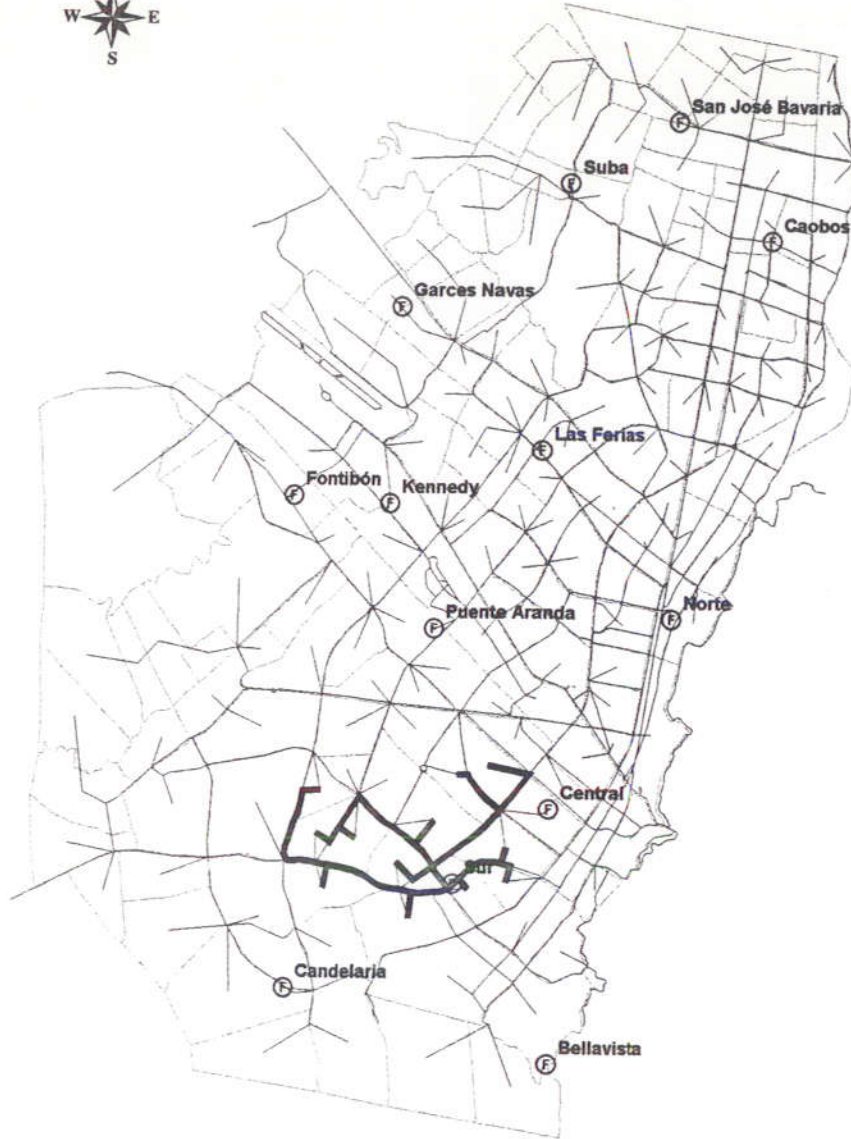 W E
S
San José Bavaria
F
Suba
F
Caobos
F
Garces Navas
F
Las Ferias
F
Fontibón
F
Kennedy
F
Puente Aranda
F
Norte
F
Central
F
Sur
Candelaria
F
Bellavista
F